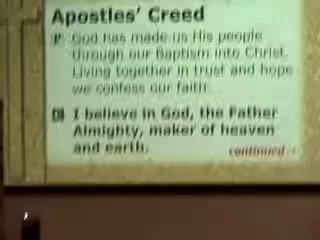 Apostles' Creed
P God has made us His people
through our Baptism into Christ.
Living together in trust and hope
we confess our faith.
C I believe in God, the Father
Almighty, maker of heaven
and earth.
continued